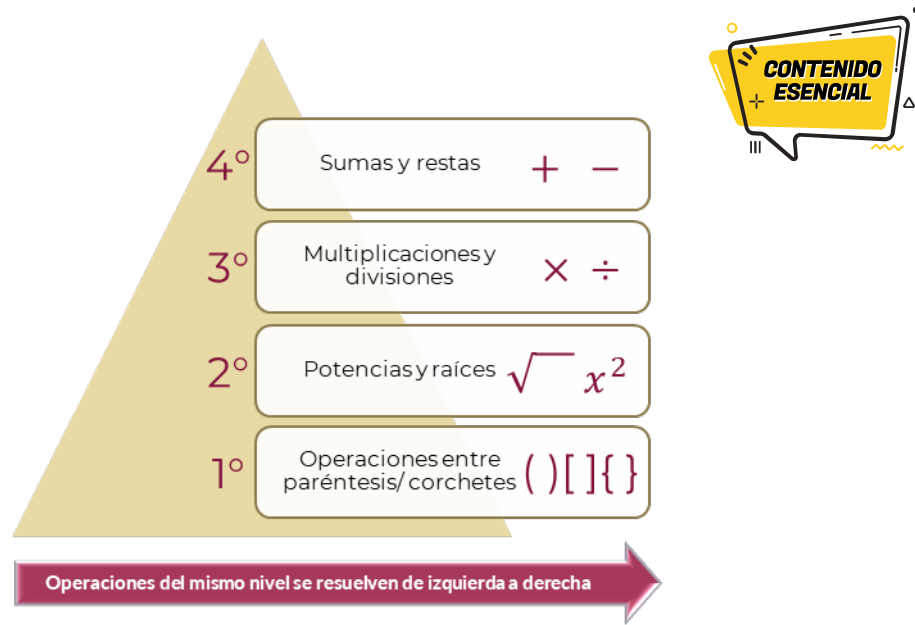 CONTENIDO
ESENCIAL
4° Sumas y restas + −
3° Multiplicaciones y
divisiones × ÷
2° Potencias y raíces √ x²
1° Operaciones entre
paréntesis/ corchetes ( ) [ ] { }
Operaciones del mismo nivel se resuelven de izquierda a derecha